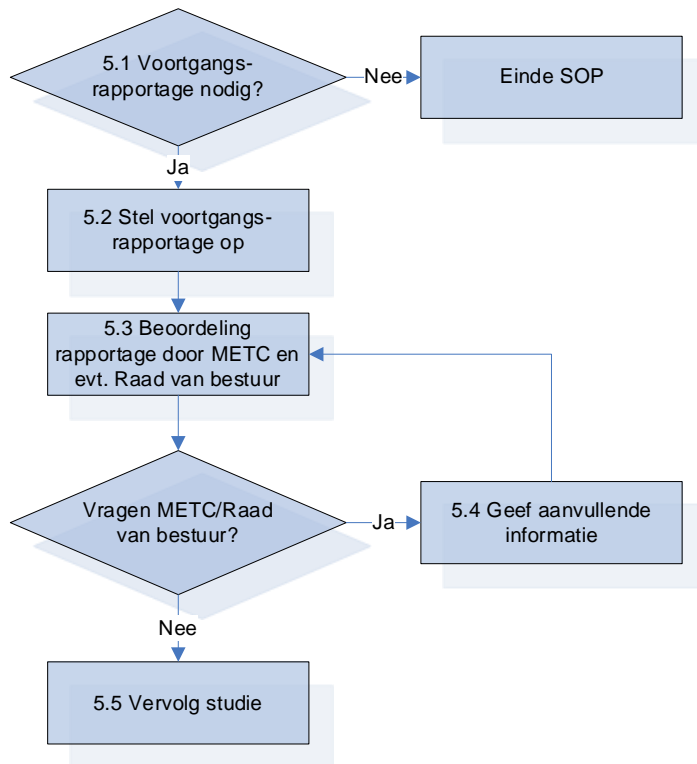 5.1 Voortgangs-
rapportage nodig?
Nee
Einde SOP
Ja
5.2 Stel voortgangs-
rapportage op
5.3 Beoordeling
rapportage door METC en
evt. Raad van bestuur
Vragen METC/Raad
van bestuur?
Ja
5.4 Geef aanvullende
informatie
Nee
5.5 Vervolg studie